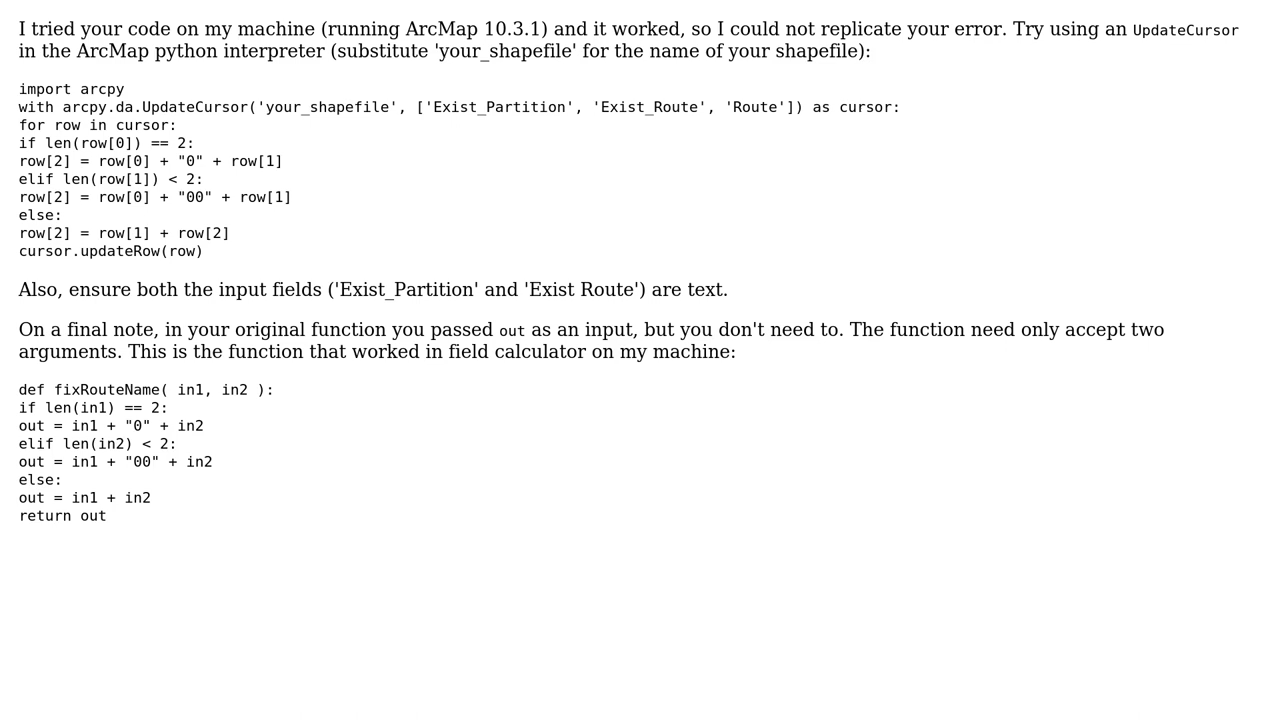 I tried your code on my machine (running ArcMap 10.3.1) and it worked, so I could not replicate your error. Try using an UpdateCursor
in the ArcMap python interpreter (substitute 'your_shapefile' for the name of your shapefile):
import arcpy
with arcpy.da.UpdateCursor('your_shapefile', ['Exist_Partition', 'Exist_Route', 'Route']) as cursor:
for row in cursor:
if len(row[0]) == 2:
row[2] = row[0] + "0" + row[1]
elif len(row[1]) < 2:
row[2] = row[0] + "00" + row[1]
else:
row[2] = row[1] + row[2]
cursor.updateRow(row)
Also, ensure both the input fields ('Exist_Partition' and 'Exist Route') are text.
On a final note, in your original function you passed out as an input, but you don't need to. The function need only accept two
arguments. This is the function that worked in field calculator on my machine:
def fixRouteName( in1, in2 ):
if len(in1) == 2:
out = in1 + "0" + in2
elif len(in2) < 2:
out = in1 + "00" + in2
else:
out = in1 + in2
return out